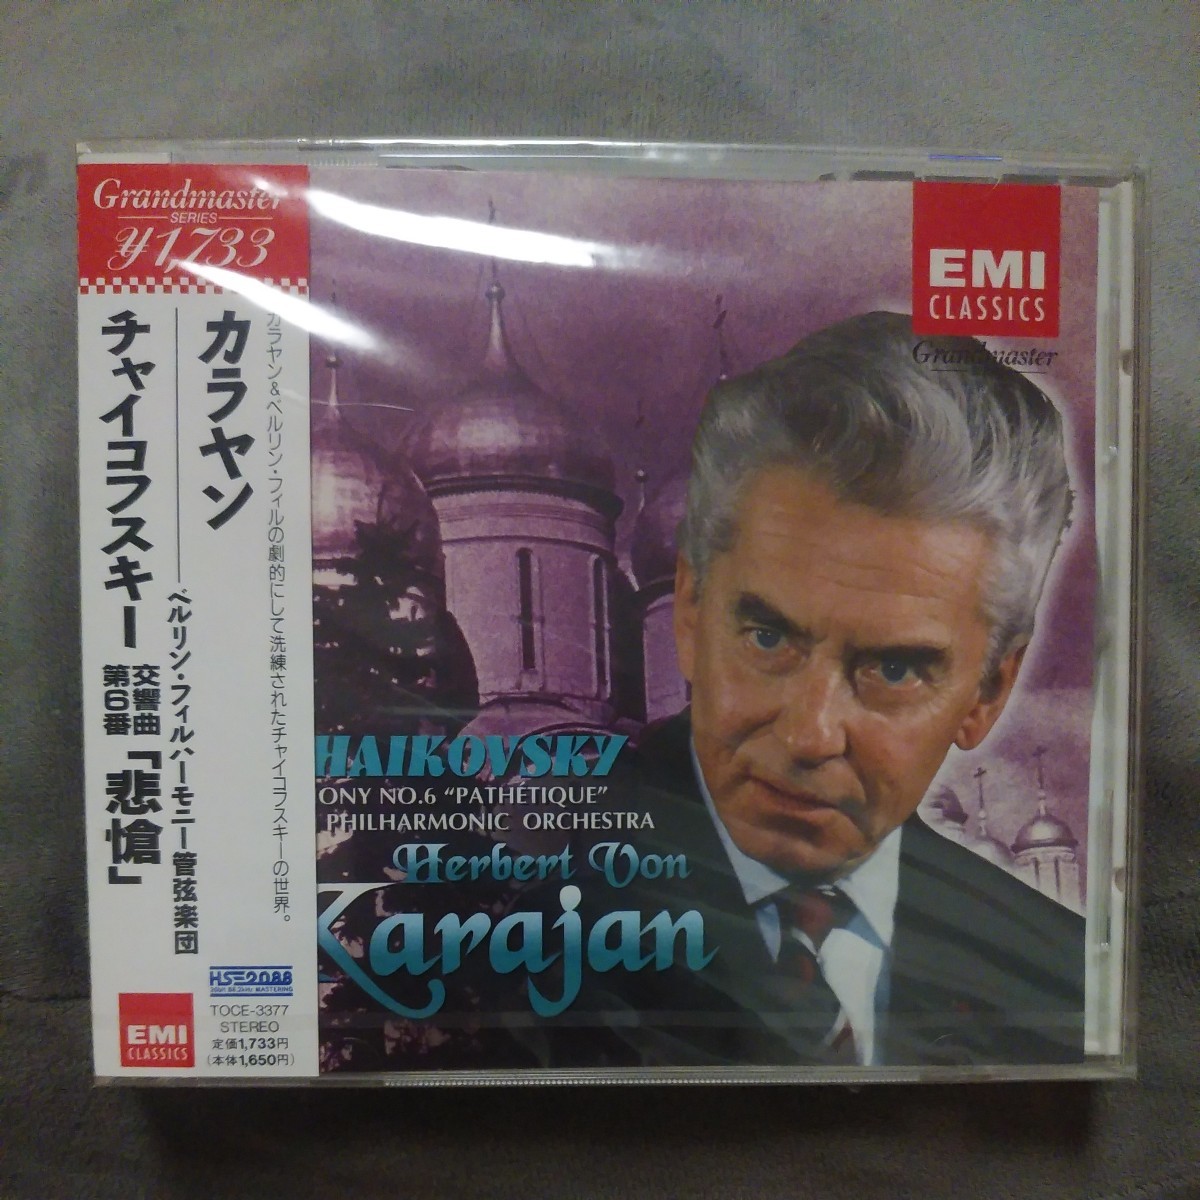 Grandmaster
SERIES
¥1,733
カラヤン&ベルリン・フィルの劇的にして洗練されたチャイコフスキーの世界。
カラヤン
ベルリン・フィルハーモニー管弦楽団
チャイコフスキー
交響曲
第6番
「悲愴」
HS-2088
20bit 88.2kHz MASTERING
TOCE-3377
STEREO
定価1,733円
(本体1,650円)
EMI
CLASSICS
EMI
CLASSICS
Grandmaster
HAIKOVSKY
ONY NO.6 “PATHÉTIQUE”
PHILHARMONIC ORCHESTRA
Herbert Von
Karajan